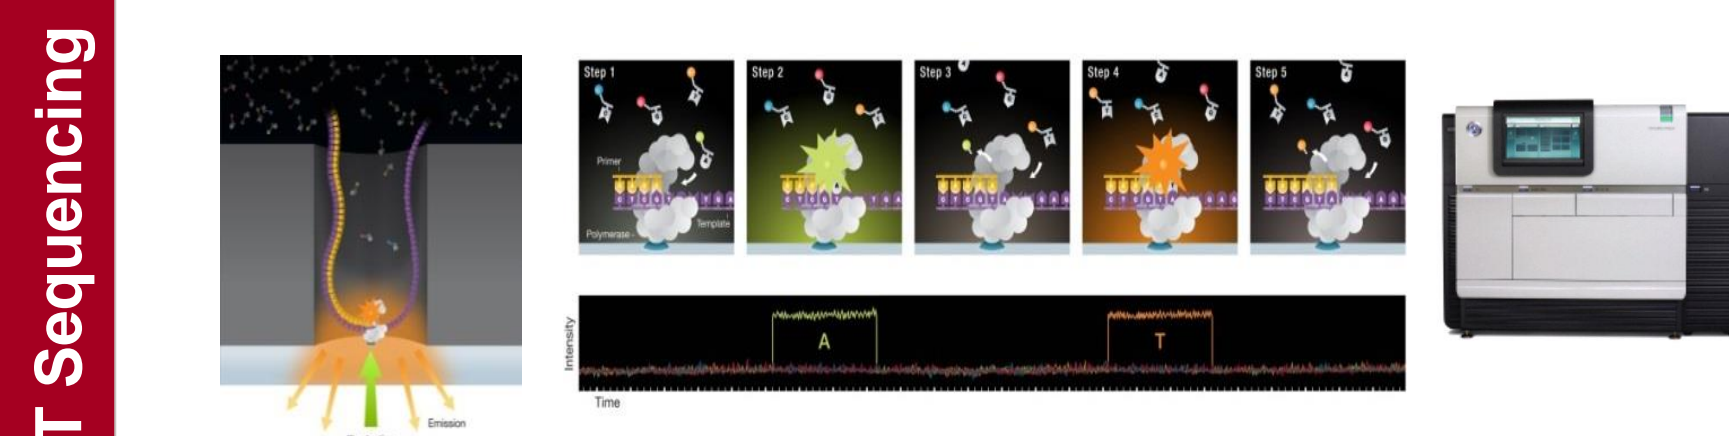 T Sequencing
Step 1
Step 2
Step 3
Step 4
Step 5
Primer
Template
Polymerase
Emission
Intensity
A
T
Time